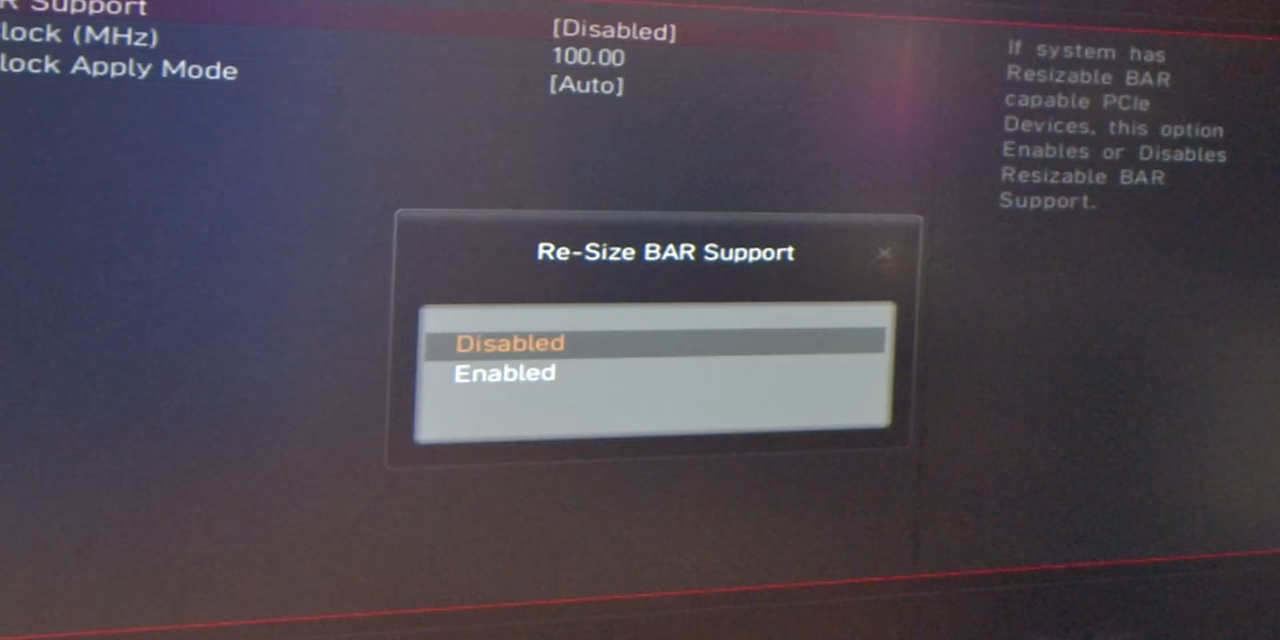 R Support [Disabled]
lock (MHz) 100.00
lock Apply Mode [Auto]
If system has
Resizable BAR
capable PCIe
Devices, this option
Enables or Disables
Resizable BAR
Support.
Re-Size BAR Support ×
Disabled
Enabled